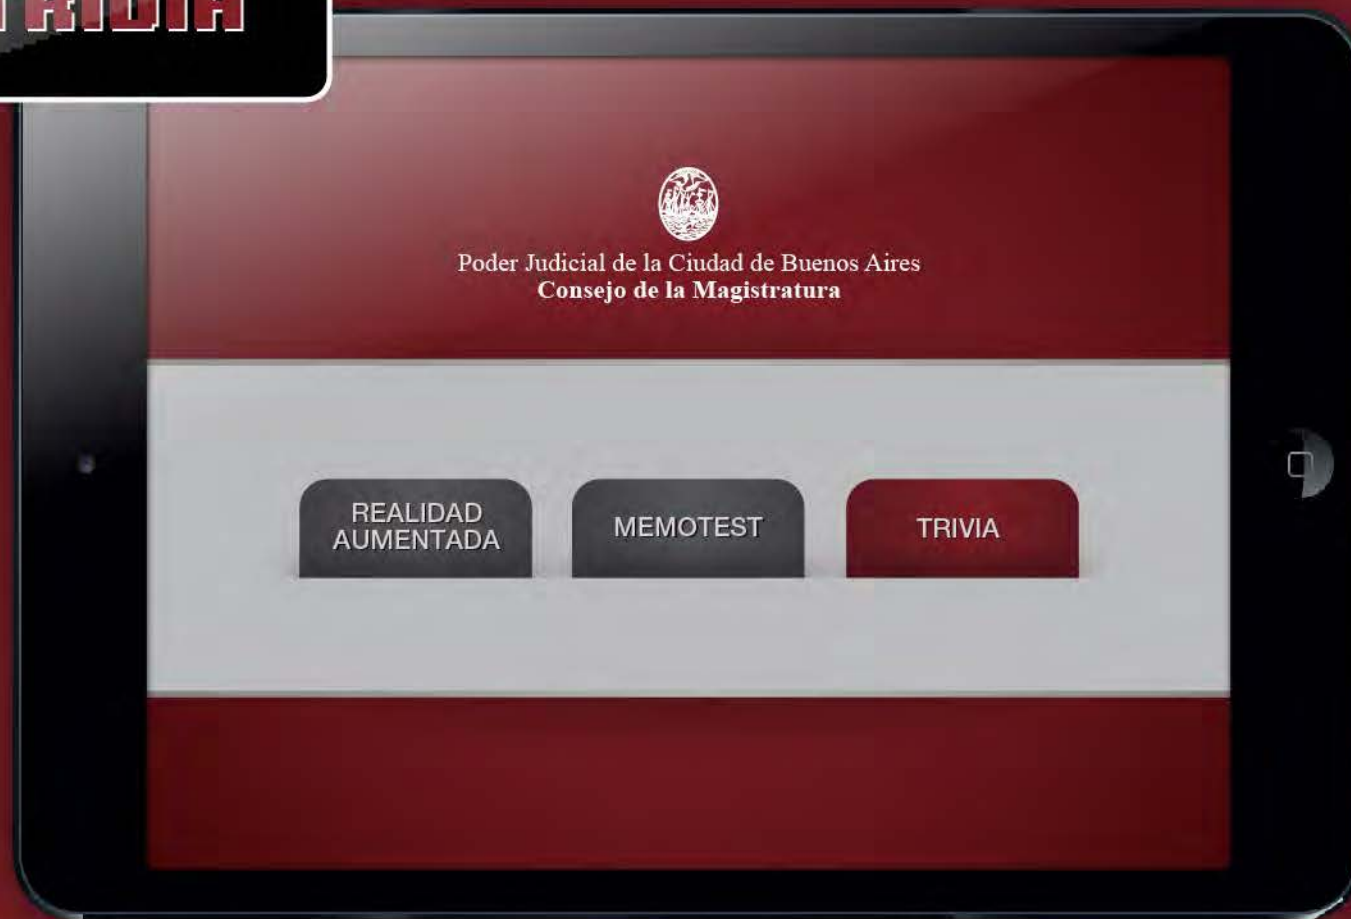 Poder Judicial de la Ciudad de Buenos Aires
Consejo de la Magistratura
REALIDAD
AUMENTADA
MEMOTEST
TRIVIA